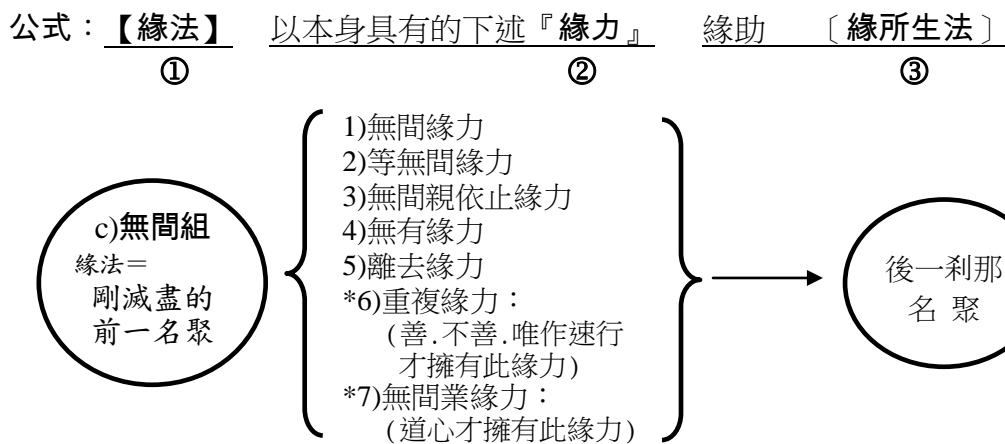 公式：【緣法】 以本身具有的下述『緣力』 緣助 〔緣所生法〕
① ② ③
c)無間組
緣法＝
剛滅盡的
前一名聚
1)無間緣力
2)等無間緣力
3)無間親依止緣力
4)無有緣力
5)離去緣力
*6)重複緣力：
(善.不善.唯作速行
才擁有此緣力)
*7)無間業緣力：
(道心才擁有此緣力)
後一剎那
名 聚